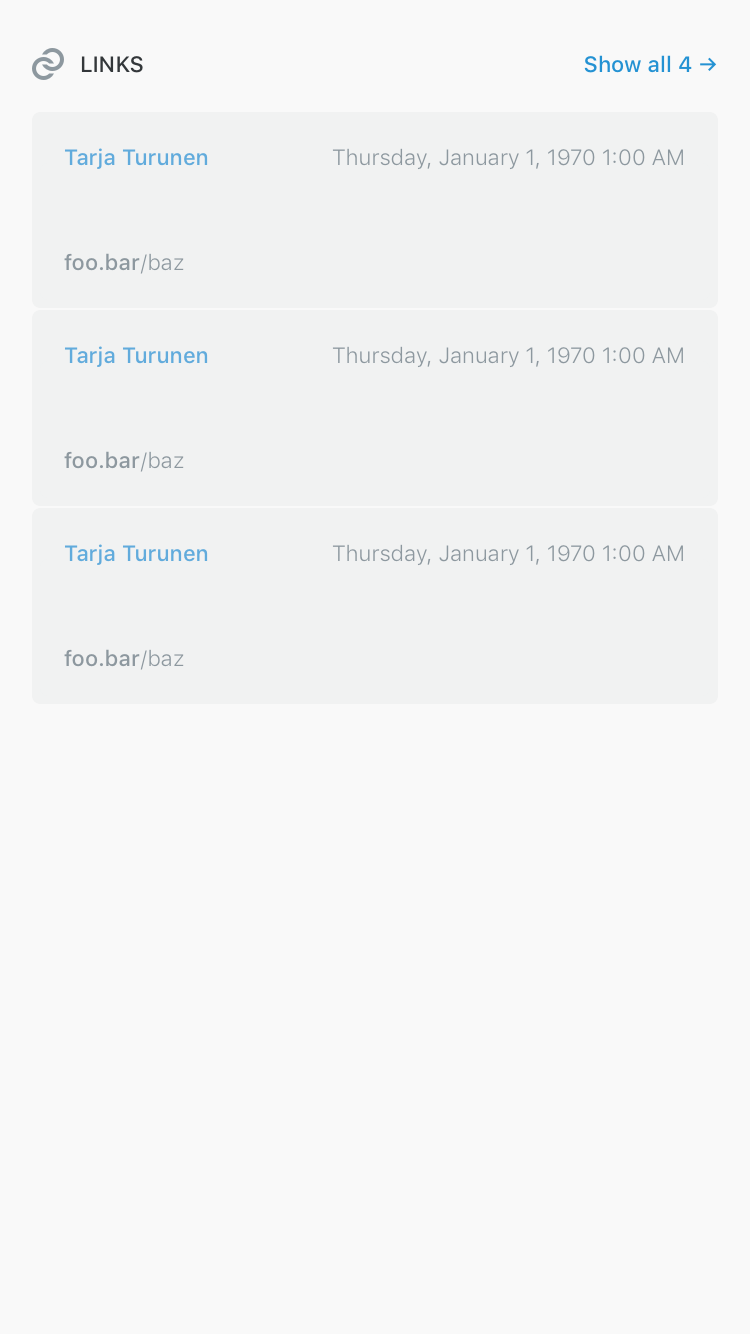 LINKS Show all 4 →
Tarja Turunen Thursday, January 1, 1970 1:00 AM
foo.bar/baz
Tarja Turunen Thursday, January 1, 1970 1:00 AM
foo.bar/baz
Tarja Turunen Thursday, January 1, 1970 1:00 AM
foo.bar/baz